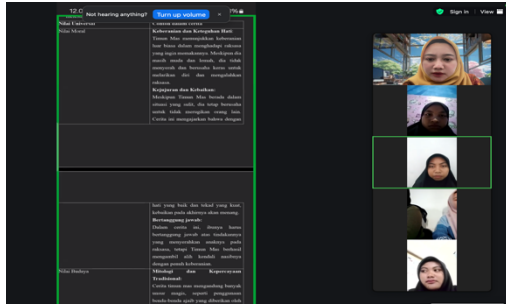 12.0
Not hearing anything?
Turn up volume
Sign in
View
Nilai Universal
Contoh dalam cerita
Nilai Moral
Keberanian dan Keteguhan Hati
Timun Mas menunjukkan keberanian
luar biasa dalam menghadapi raksasa
yang ingin memakannya. Meskipun dia
masih muda dan lemah, dia tidak
menyerah dan berusaha keras untuk
melarikan diri dan mengalahkan
raksasa.
Kejujuran dan Kebaikan:
Meskipun Timun Mas berada dalam
situasi yang sulit, dia tetap berusaha
untuk tidak merugikan orang lain.
Cerita ini mengajarkan bahwa dengan
hati yang baik dan tekad yang kuat,
kebaikan pada akhirnya akan menang.
Bertanggung jawab:
Dalam cerita ini, ibunya harus
bertanggung jawab atas tindakannya
yang menyerahkan anaknya pada
raksasa, tetapi Timun Mas berhasil
mengambil alih kendali nasibnya
dengan penuh keberanian.
Nilai Budaya
Mitologi dan Kepercayaan
Tradisional:
Cerita timun mas mengandung banyak
unsur magis, seperti penggunaan
benda-benda ajaib yang diberikan oleh